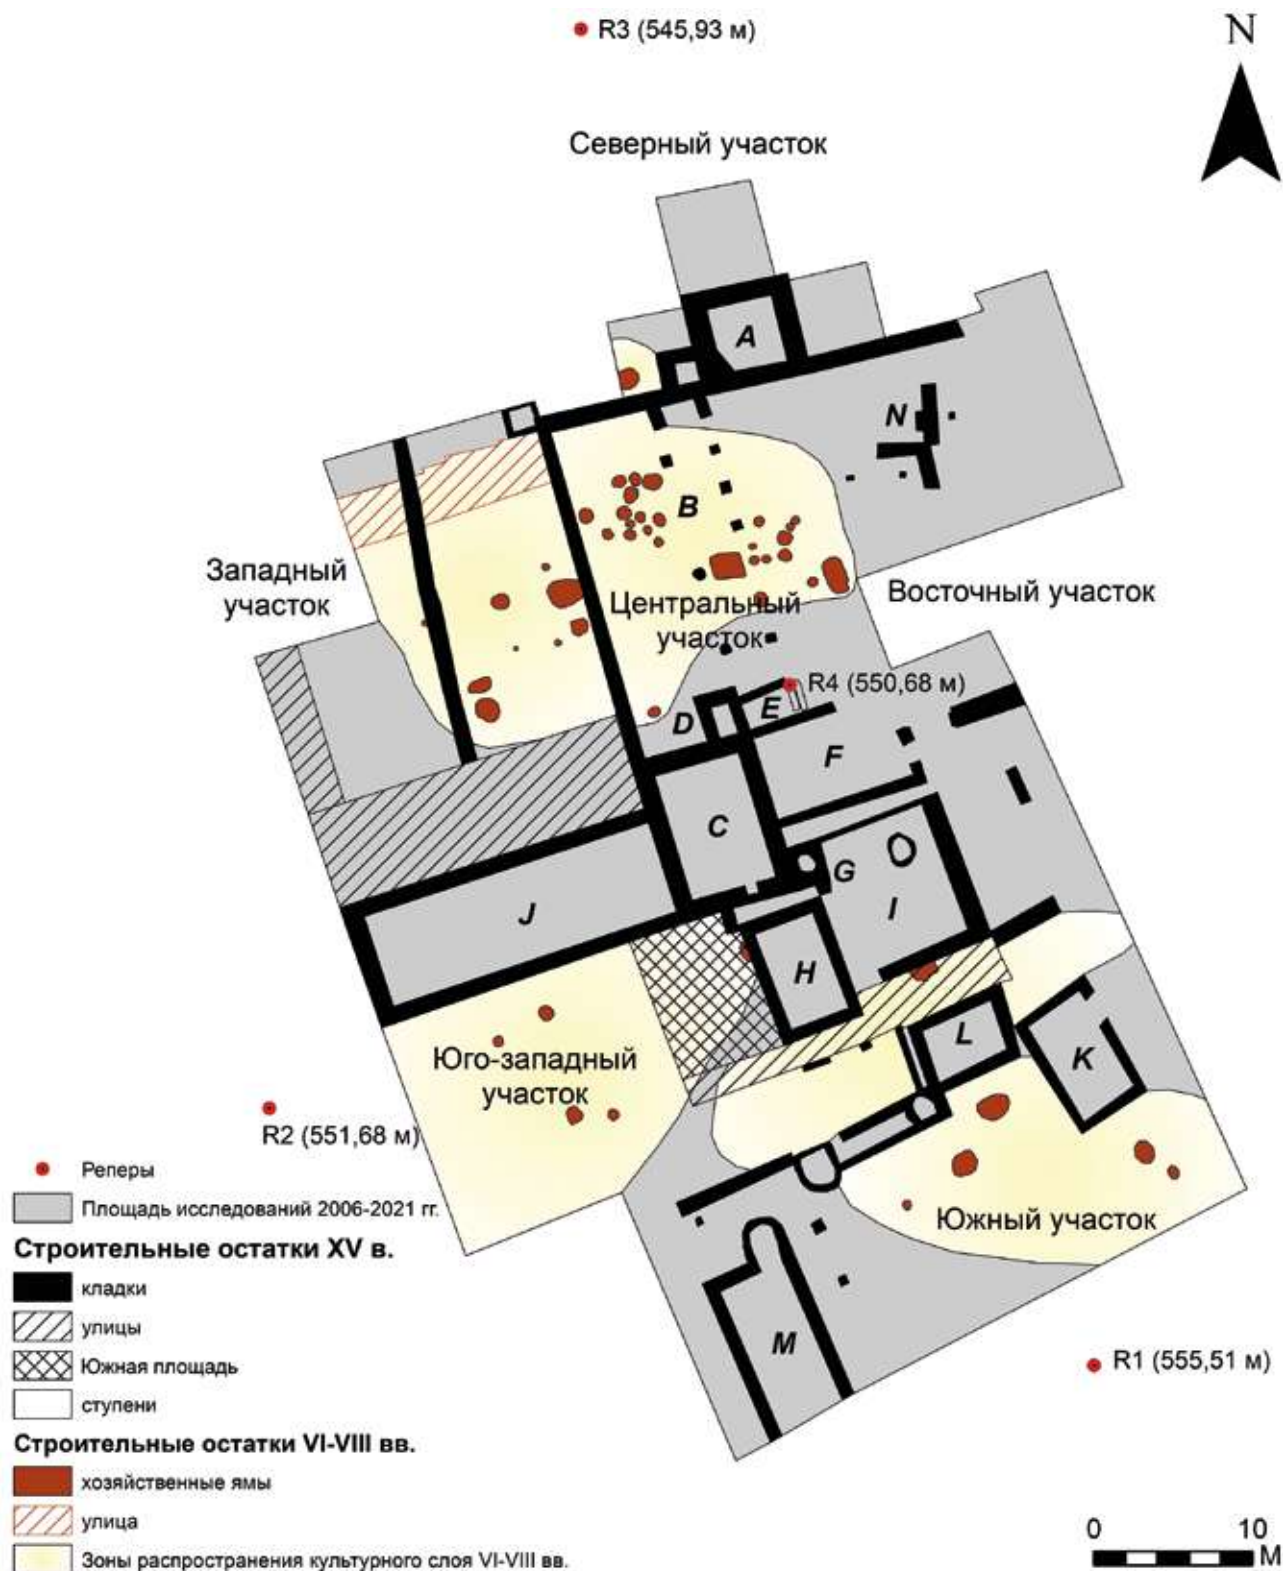 R3 (545,93 м)
N
Северный участок
A
N
B
Западный
участок
Центральный
участок
Восточный участок
R4 (550,68 м)
D
E
F
C
G
I
J
H
L
K
Юго-западный
участок
R2 (551,68 м)
Южный участок
M
R1 (555,51 м)
Реперы
Площадь исследований 2006-2021 гг.
Строительные остатки XV в.
кладки
улицы
Южная площадь
ступени
Строительные остатки VI-VIII вв.
хозяйственные ямы
улица
Зоны распространения культурного слоя VI-VIII вв.
0 10
М